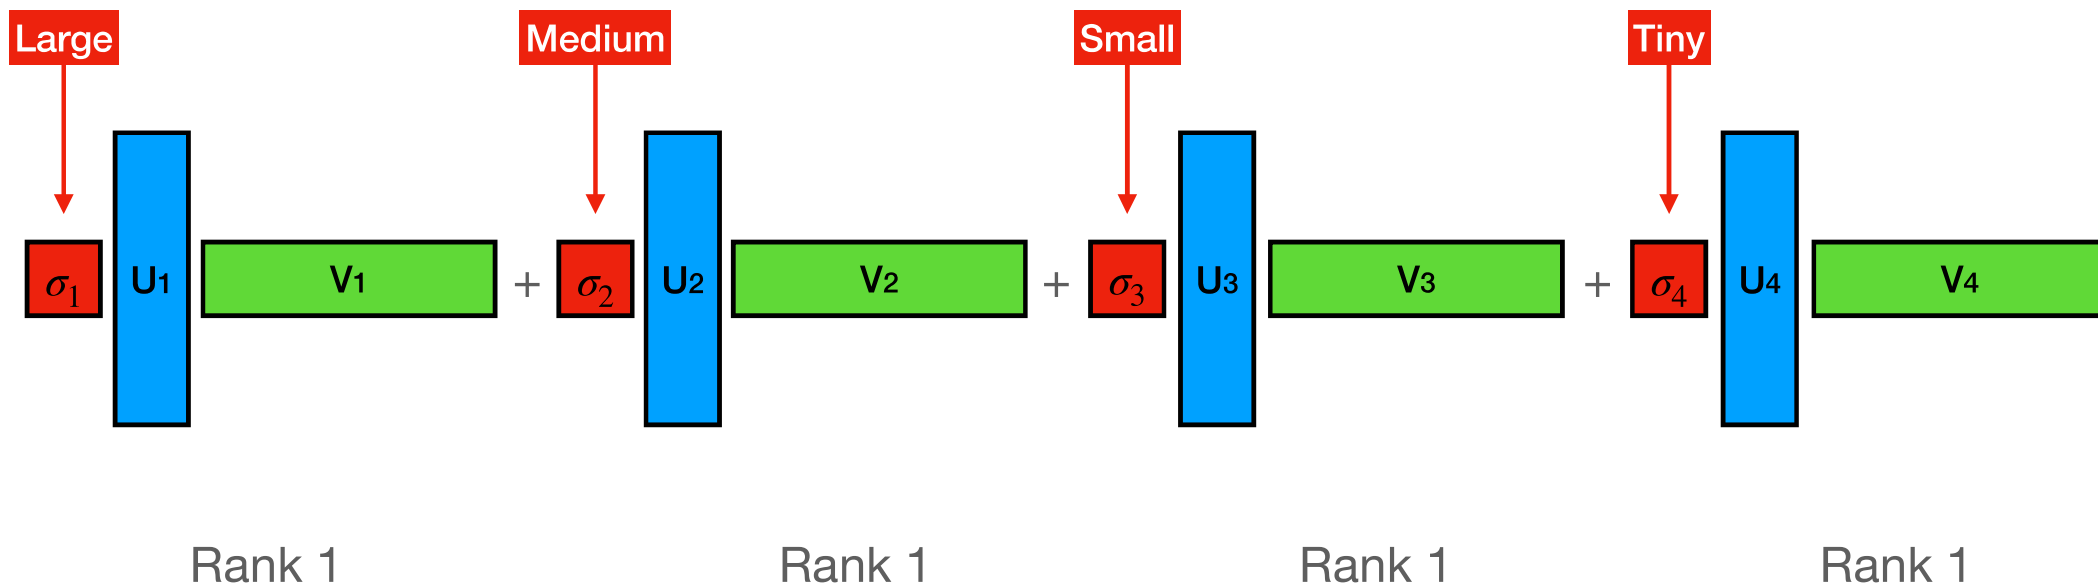 Large Medium Small Tiny
σ1 U1 V1 + σ2 U2 V2 + σ3 U3 V3 + σ4 U4 V4
Rank 1 Rank 1 Rank 1 Rank 1